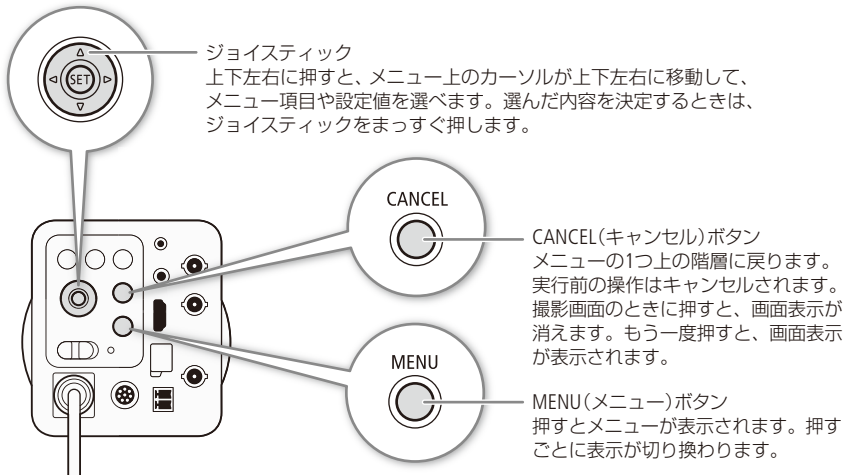 SET
ジョイスティック
上下左右に押すと、メニュー上のカーソルが上下左右に移動して、
メニュー項目や設定値を選べます。選んだ内容を決定するときは、
ジョイスティックをまっすぐ押します。
CANCEL
CANCEL(キャンセル)ボタン
メニューの1つ上の階層に戻ります。
実行前の操作はキャンセルされます。
撮影画面のときに押すと、画面表示が
消えます。もう一度押すと、画面表示
が表示されます。
MENU
MENU(メニュー)ボタン
押すとメニューが表示されます。押す
ごとに表示が切り換わります。